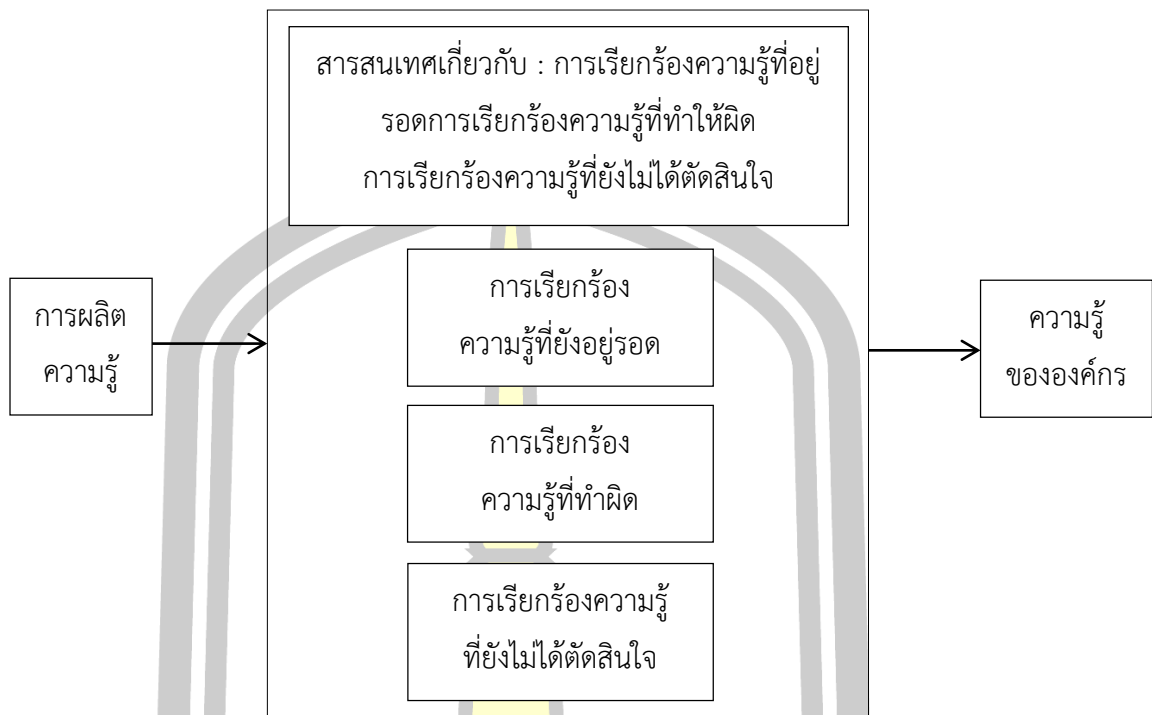 สารสนเทศเกี่ยวกับ : การเรียกร้องความรู้ที่อยู่
รอดการเรียกร้องความรู้ที่ทำให้ผิด
การเรียกร้องความรู้ที่ยังไม่ได้ตัดสินใจ
การผลิต
ความรู้
การเรียกร้อง
ความรู้ที่ยังอยู่รอด
การเรียกร้อง
ความรู้ที่ทำผิด
การเรียกร้องความรู้
ที่ยังไม่ได้ตัดสินใจ
ความรู้
ขององค์กร